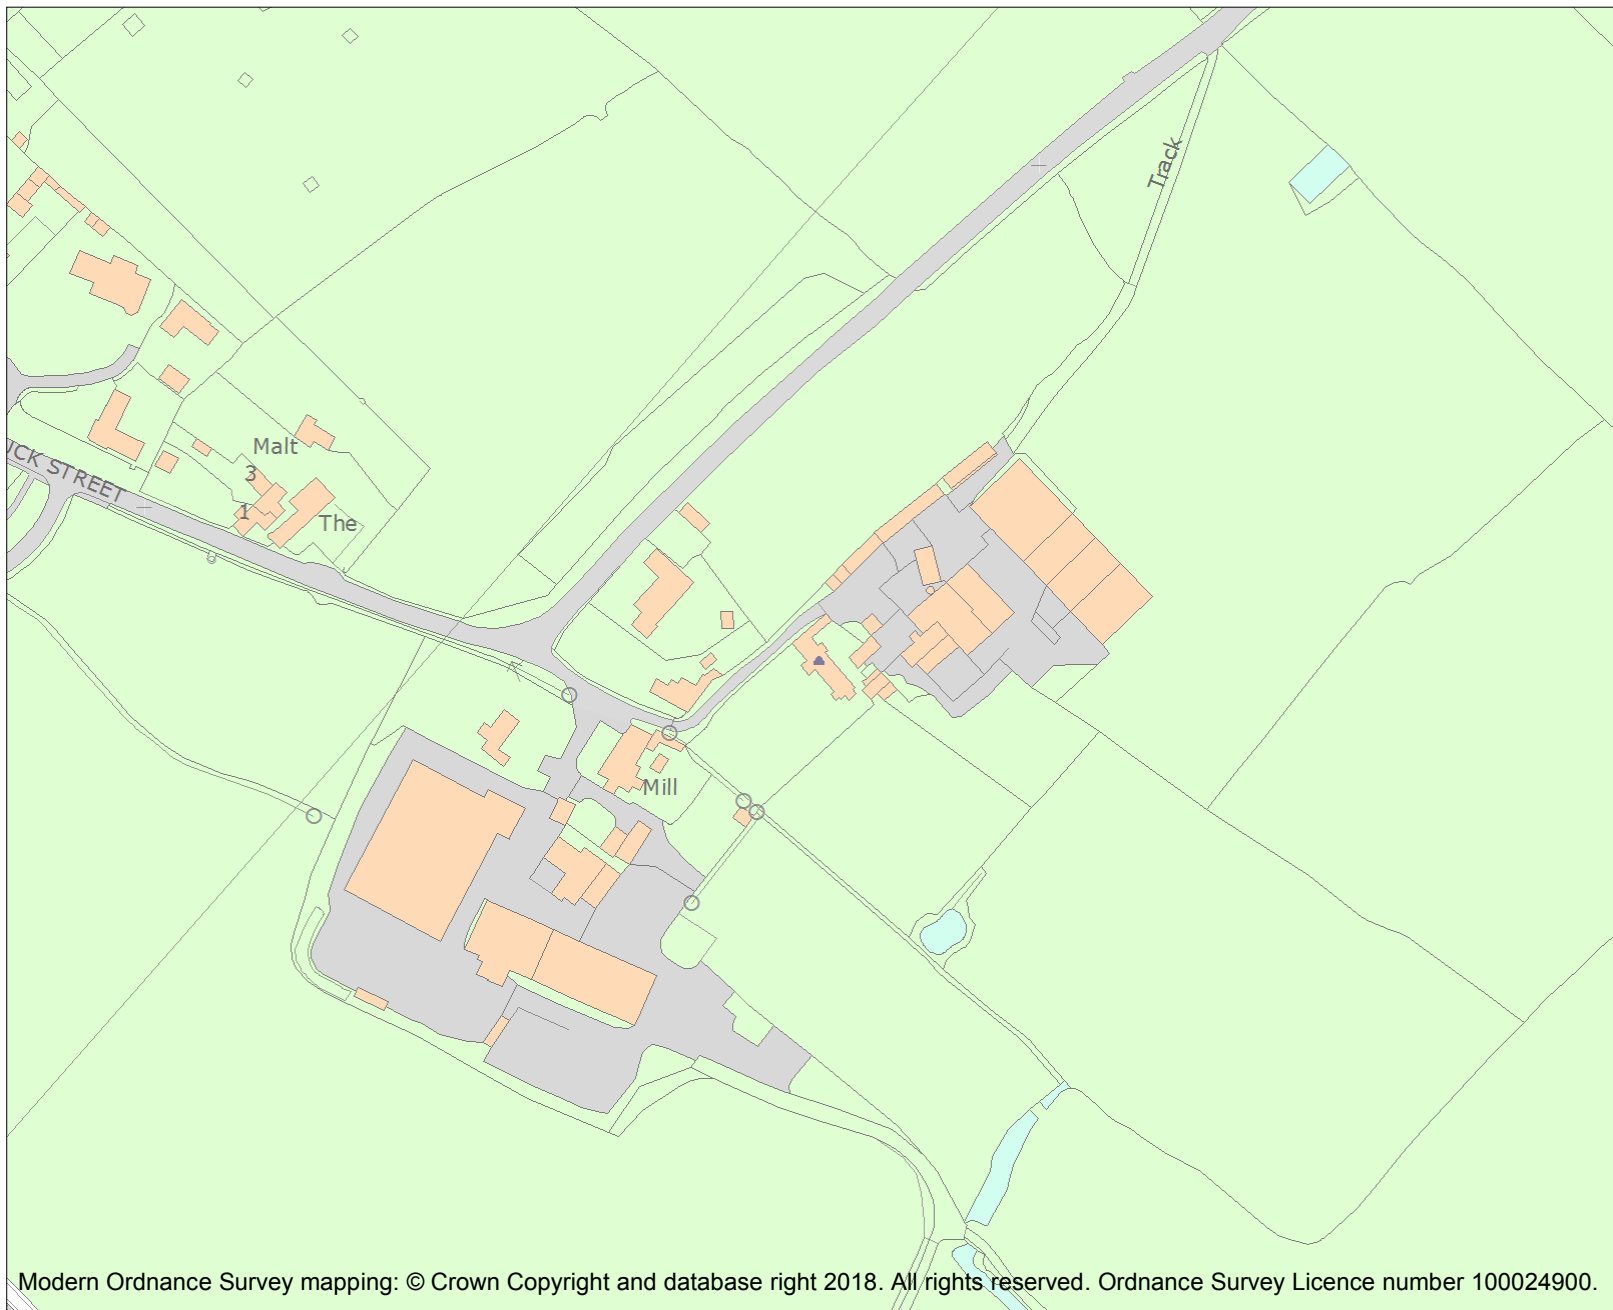 Track
Malt
3
UCK STREET
1
The
Mill
Modern Ordnance Survey mapping: © Crown Copyright and database right 2018. All rights reserved. Ordnance Survey Licence number 100024900.